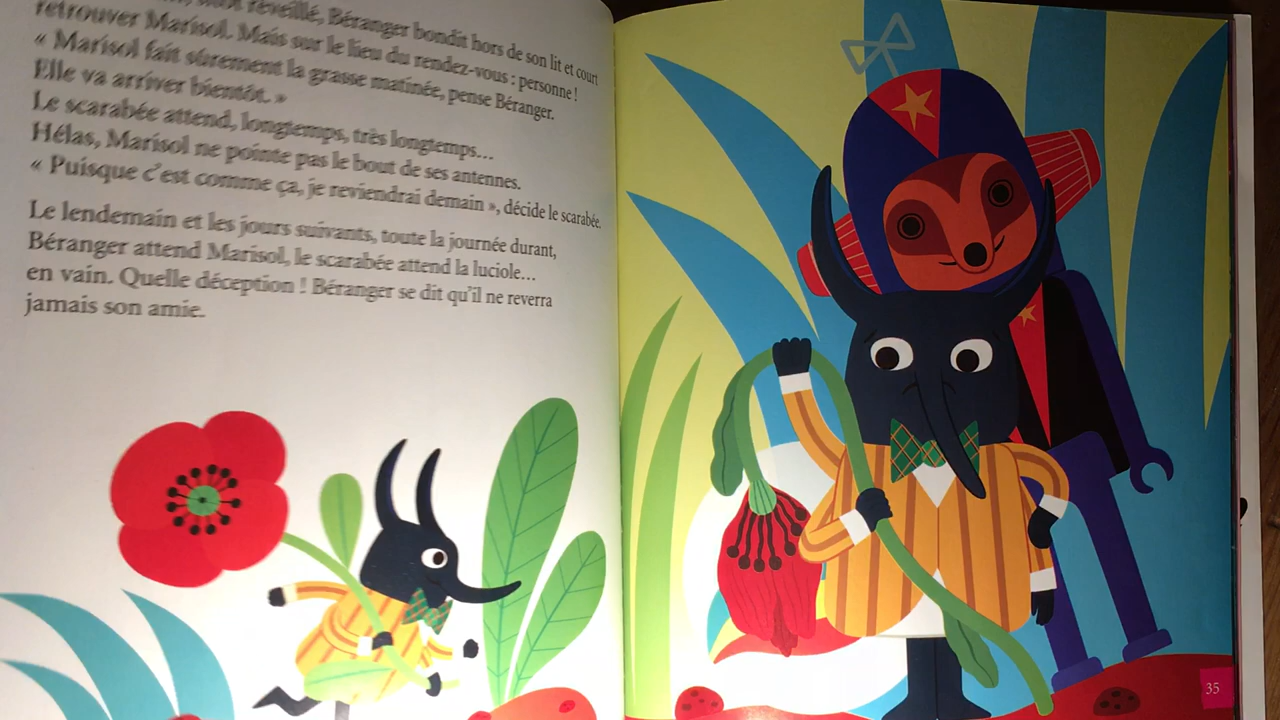 réveillé, Béranger bondit hors de son lit et court
retrouver Marisol. Mais sur le lieu du rendez-vous : personne !
« Marisol fait sûrement la grasse matinée, pense Béranger.
Elle va arriver bientôt. »
Le scarabée attend, longtemps, très longtemps...
Hélas, Marisol ne pointe pas le bout de ses antennes.
« Puisque c'est comme ça, je reviendrai demain », décide le scarabée.
Le lendemain et les jours suivants, toute la journée durant,
Béranger attend Marisol, le scarabée attend la luciole...
en vain. Quelle déception ! Béranger se dit qu'il ne reverra
jamais son amie.
35